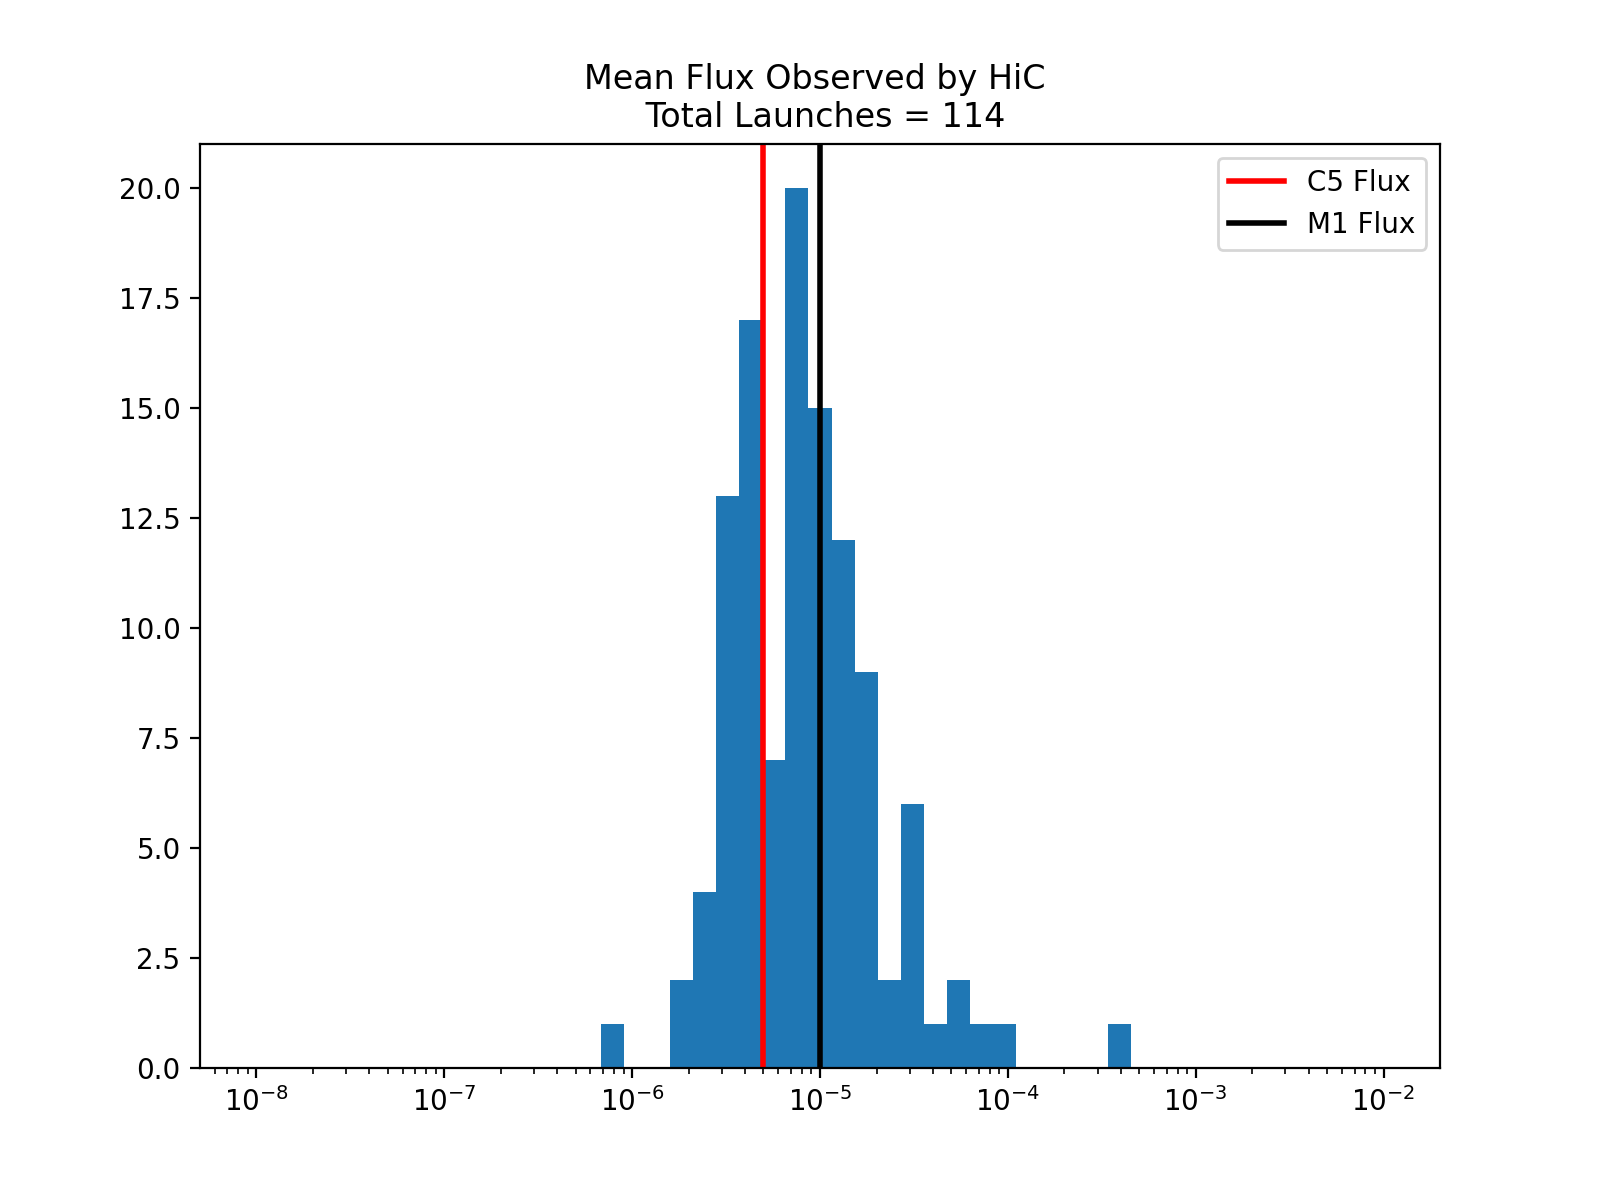 Mean Flux Observed by HiC
Total Launches = 114
C5 Flux
M1 Flux
20.0
17.5
15.0
12.5
10.0
7.5
5.0
2.5
0.0
10⁻⁸ 10⁻⁷ 10⁻⁶ 10⁻⁵ 10⁻⁴ 10⁻³ 10⁻²